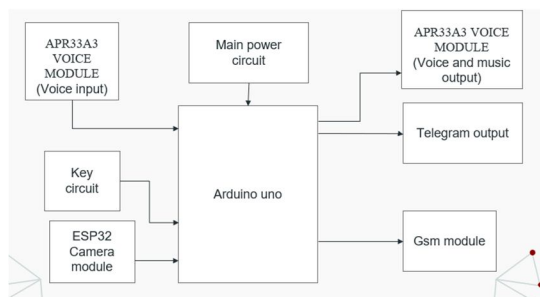 APR33A3
VOICE
MODULE
(Voice input)
Main power
circuit
APR33A3 VOICE
MODULE
(Voice and music
output)
Telegram output
Key
circuit
Arduino uno
ESP32
Camera
module
Gsm module